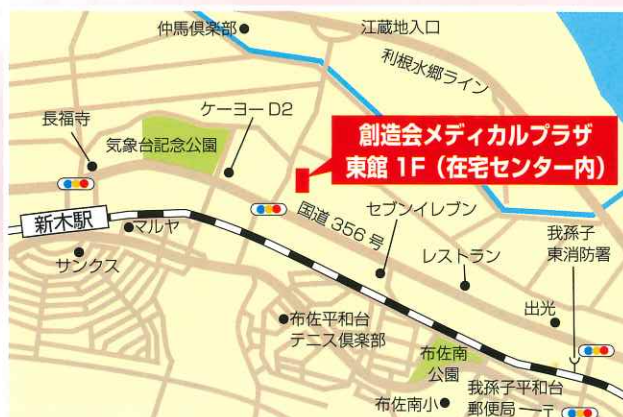 仲馬倶楽部
江蔵地入口
利根水郷ライン
ケーヨーD2
長福寺
気象台記念公園
創造会メディカルプラザ
東館 1F（在宅センター内）
新木駅
マルヤ
サンクス
国道 356 号
セブンイレブン
レストラン
我孫子
東消防署
出光
布佐平和台
テニス倶楽部
布佐南
公園
布佐南小
我孫子平和台
郵便局
〒